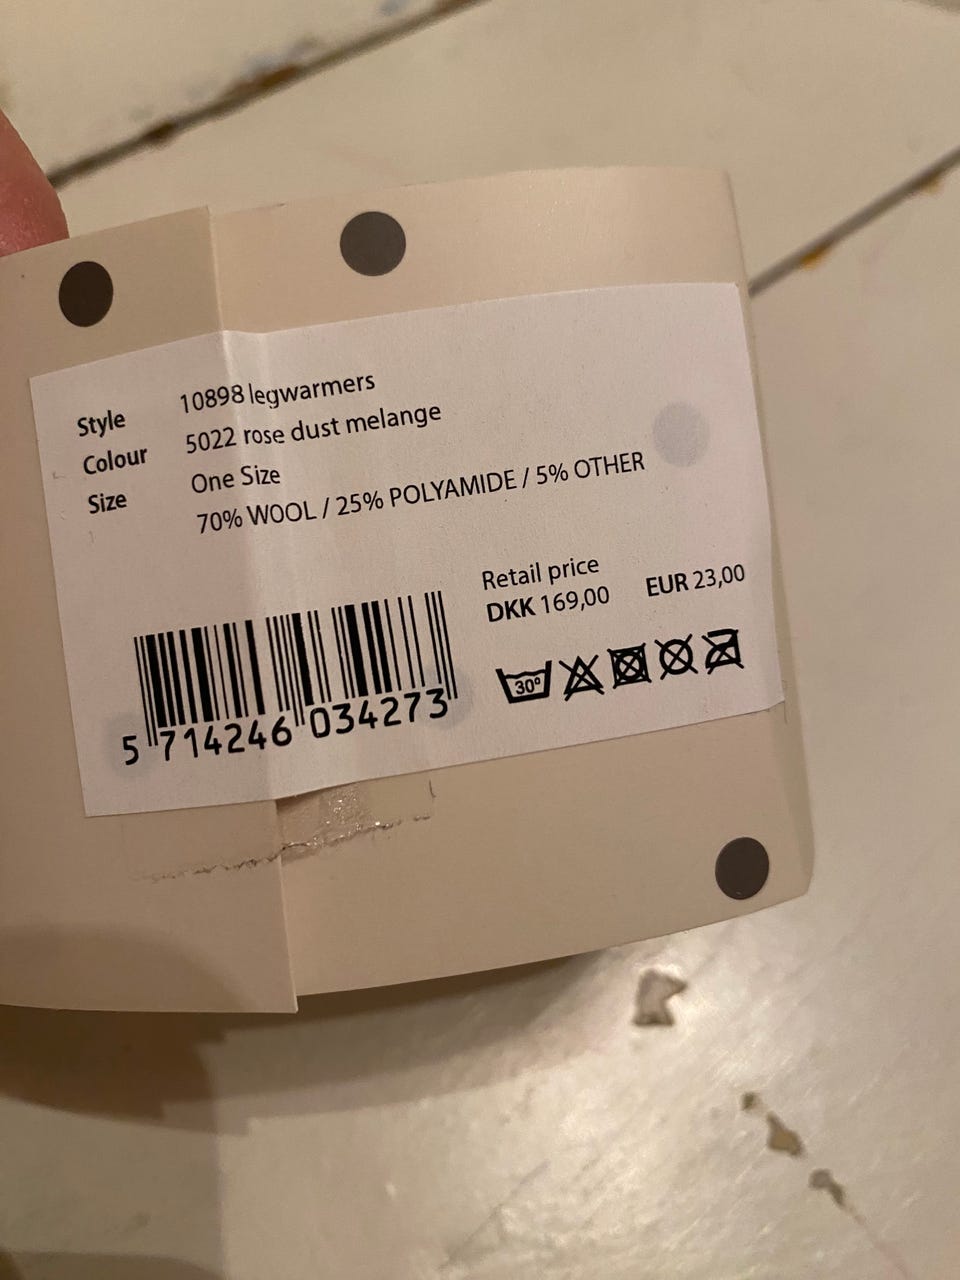 Style 10898 legwarmers
Colour 5022 rose dust melange
Size One Size
70% WOOL / 25% POLYAMIDE / 5% OTHER
Retail price
DKK 169,00 EUR 23,00
30°
5 714246 034273